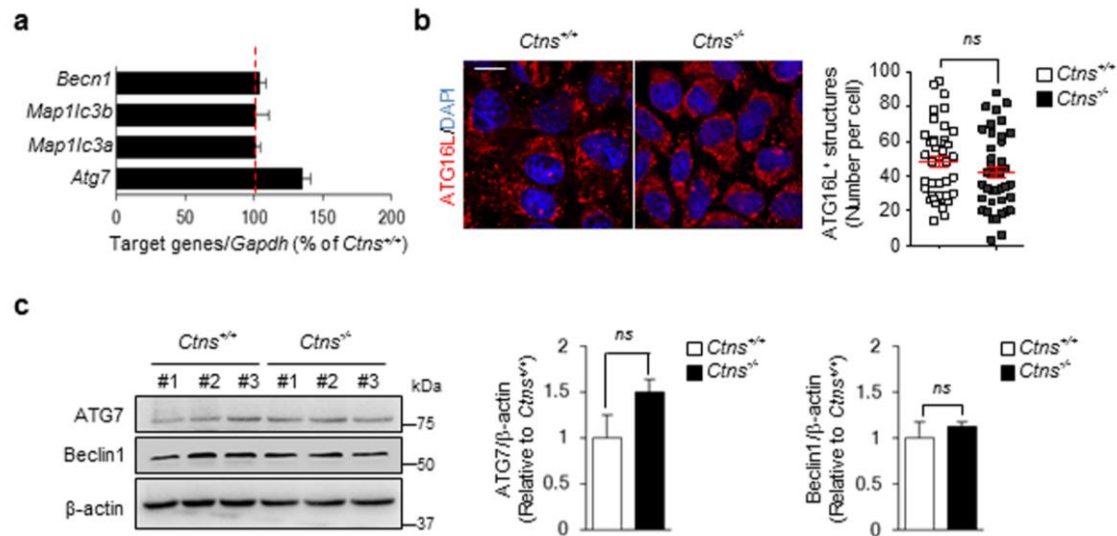 a
Becn1
Map1lc3b
Map1lc3a
Atg7
0 50 100 150 200
Target genes/Gapdh (% of Ctns+/+)
b
Ctns+/+ Ctns-/-
ATG16L/DAPI
ns
Ctns+/+
Ctns-/-
ATG16L+ structures
(Number per cell)
100
80
60
40
20
0
c
Ctns+/+ Ctns-/-
#1 #2 #3 #1 #2 #3 kDa
ATG7
75
Beclin1
50
β-actin
37
ns
Ctns+/+
Ctns-/-
ATG7/β-actin
(Relative to Ctns+/+)
2
1.5
1
0.5
0
ns
Ctns+/+
Ctns-/-
Beclin1/β-actin
(Relative to Ctns+/+)
2
1.5
1
0.5
0